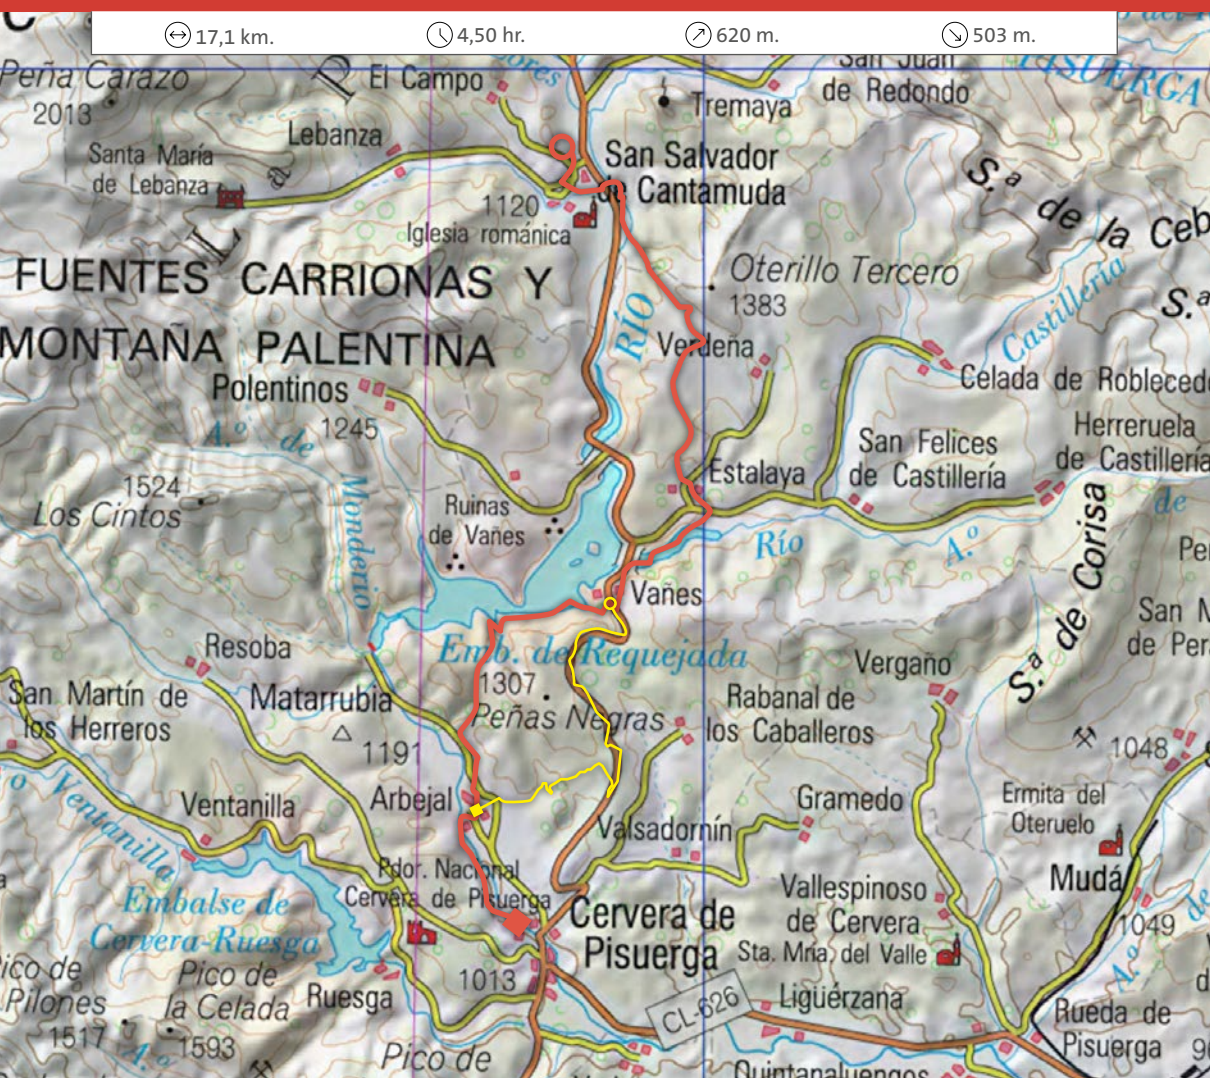 17,1 km.
4,50 hr.
620 m.
503 m.
Peña Carazo
2013
El Campo
San Juan
de Redondo
PISUERGA
Tremaya
Lebanza
Santa María
de Lebanza
San Salvador
de Cantamuda
1120
Iglesia románica
S.ª de la Ceb
FUENTES CARRIONAS Y
MONTAÑA PALENTINA
Oterillo Tercero
1383
Castillería
S.ª
RÍO
Verdeña
Polentinos
1245
A.º de
Monderio
Celada de Roblecedo
Herreruela
de Castillería
San Felices
de Castillería
Estalaya
1524
Los Cintos
Ruinas
de Vañes
Río
A.º
de
S.ª de Corisa
Vañes
Resoba
Emb. de Requejada
Vergaño
San Martín de
los Herreros
Matarrubia
1191
1307
Peñas Negras
Rabanal de
los Caballeros
1048
Ventanilla
Ventanilla
Arbejal
Gramedo
Valsadornín
Ermita del
Oteruelo
Mudá
1049
A.º de
Pdor. Nacional
Cervera de Pisuerga
Embalse de
Cervera-Ruesga
Cervera de
Pisuerga
Vallespinoso
de Cervera
Sta. Mría. del Valle
Pico de
la Celada
1593
Pilones
1517
A.º
Ruesga
1013
CL-626
Ligüérzana
Rueda de
Pisuerga
Pico de
Quintanaluengos